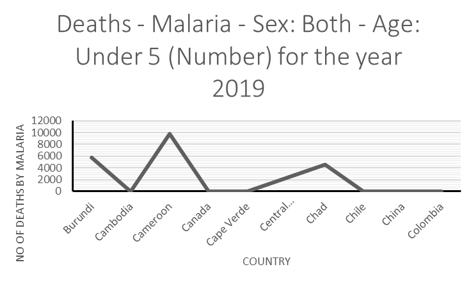 Deaths - Malaria - Sex: Both - Age:
Under 5 (Number) for the year
2019
NO OF DEATHS BY MALARIA
12000
10000
8000
6000
4000
2000
0
Burundi
Cambodia
Cameroon
Canada
Cape Verde
Central...
Chad
Chile
China
Colombia
COUNTRY